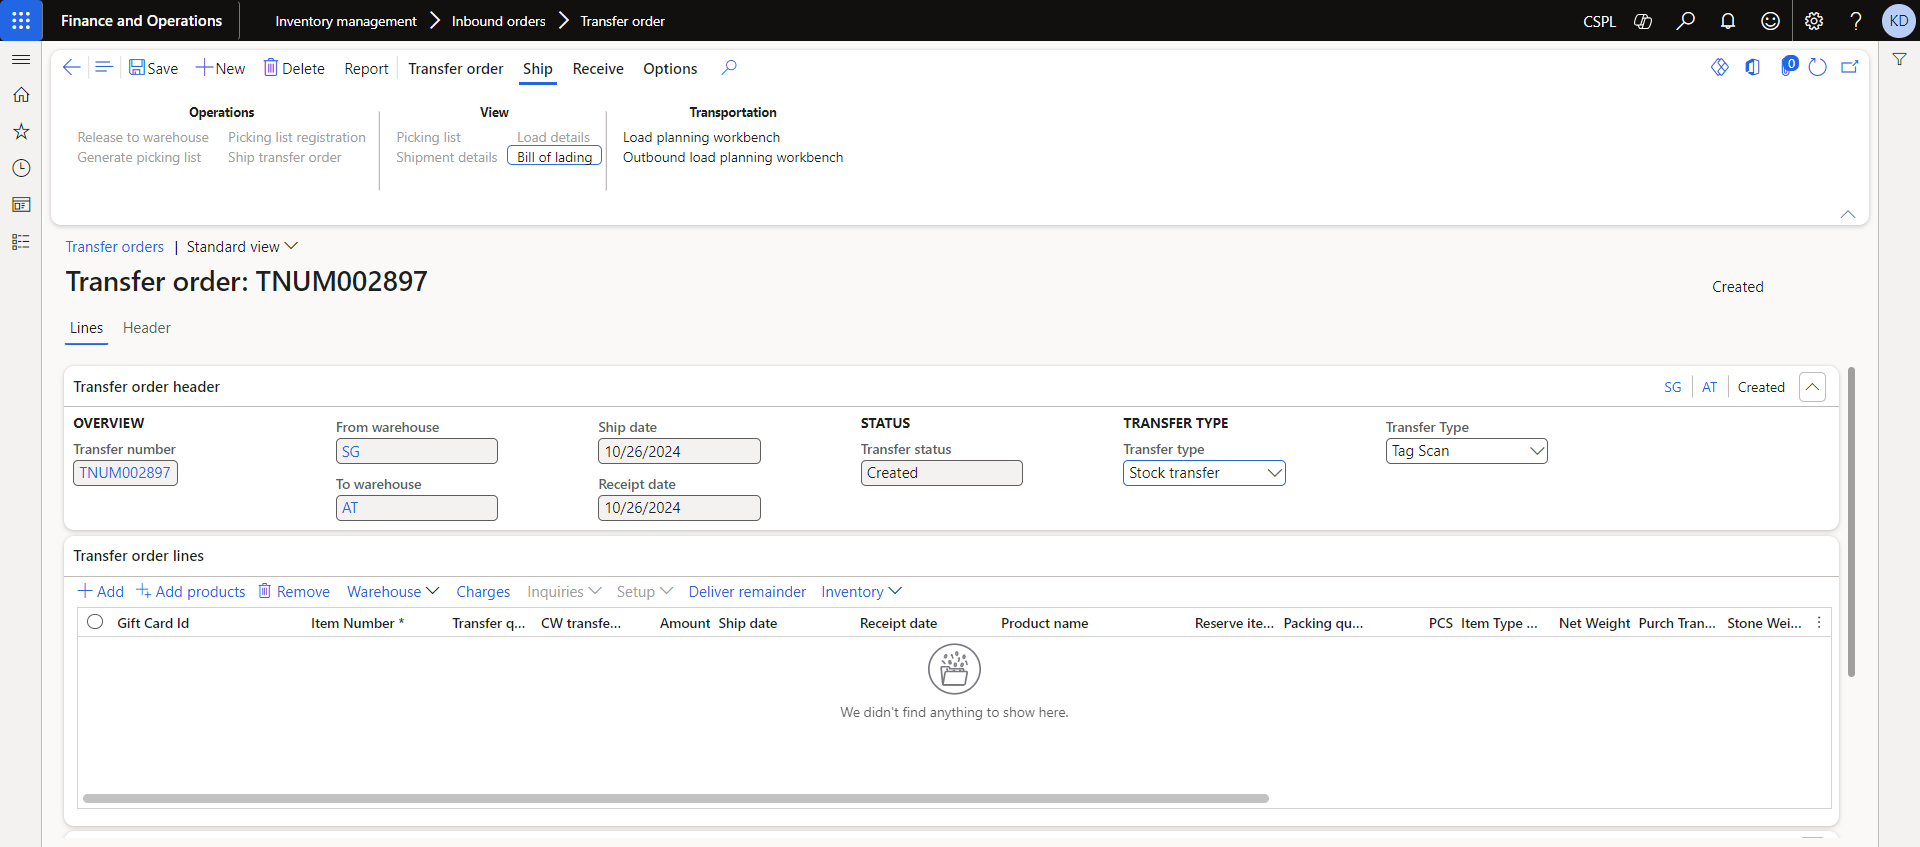 Finance and Operations
Inventory management
Inbound orders
Transfer order
CSPL
KD
Save
New
Delete
Report
Transfer order
Ship
Receive
Options
0
Operations
Release to warehouse
Picking list registration
Generate picking list
Ship transfer order
View
Picking list
Load details
Shipment details
Bill of lading
Transportation
Load planning workbench
Outbound load planning workbench
Transfer orders | Standard view
Transfer order: TNUM002897
Created
Lines
Header
Transfer order header
SG
AT
Created
OVERVIEW
Transfer number
TNUM002897
From warehouse
SG
To warehouse
AT
Ship date
10/26/2024
Receipt date
10/26/2024
STATUS
Transfer status
Created
TRANSFER TYPE
Transfer type
Stock transfer
Transfer Type
Tag Scan
Transfer order lines
Add
Add products
Remove
Warehouse
Charges
Inquiries
Setup
Deliver remainder
Inventory
Gift Card Id
Item Number *
Transfer q...
CW transfe...
Amount
Ship date
Receipt date
Product name
Reserve ite...
Packing qu...
PCS
Item Type ...
Net Weight
Purch Tran...
Stone Wei...
We didn't find anything to show here.